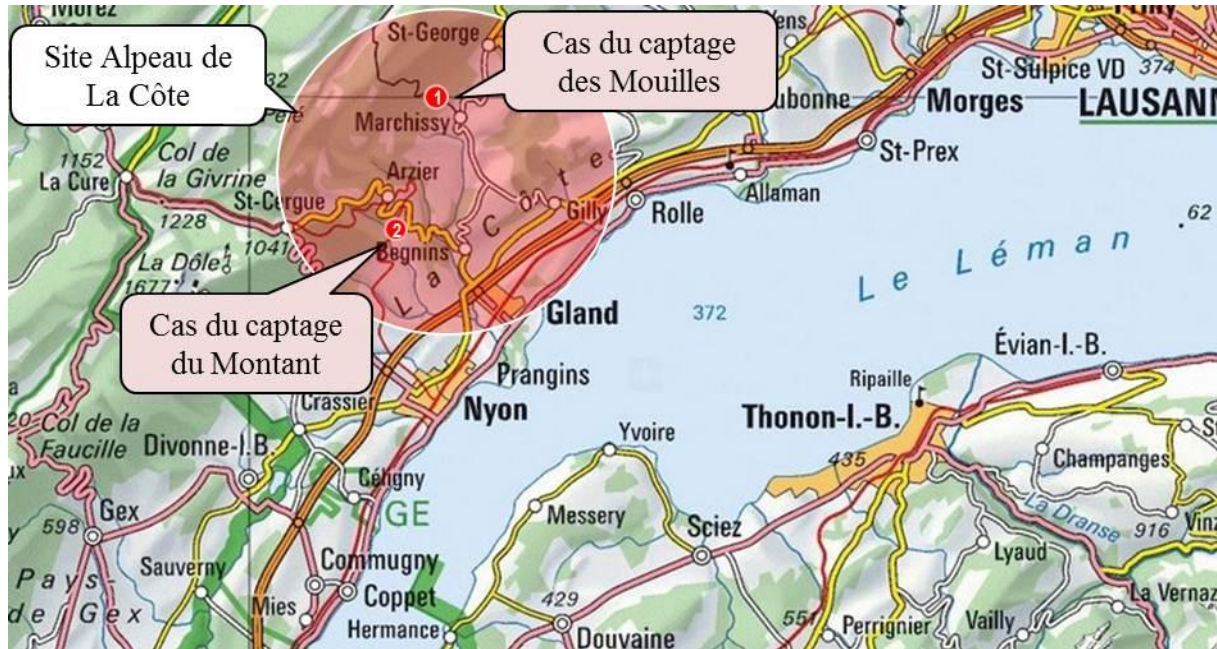 Morez
St-George
Site Alpeau de
La Côte
Cas du captage
des Mouilles
St-Sulpice VD
374
1
Marchissy
Morges
LAUSANN
St-Prex
1152
La Cure
Col de
la Givrine
Arzier
St-Cergue
Allaman
Rolle
Gilly
La Côte
1228
1041
2
Begnins
62
La Dôle
1677
Le Léman
Cas du captage
du Montant
Gland
372
Évian-l.-B.
Prangins
Ripaille
Crassier
Nyon
Thonon-l.-B.
Col de la
Faucille
Divonne-l.B.
Yvoire
435
Champanges
Céligny
GE
Gex
598
Messery
Sciez
La Dranse
916
Lyaud
Sauverny
Commugny
Pays-
de Gex
Mies
Coppet
429
Hermance
Douvaine
551
Perrignier
Vailly
La Vernaz